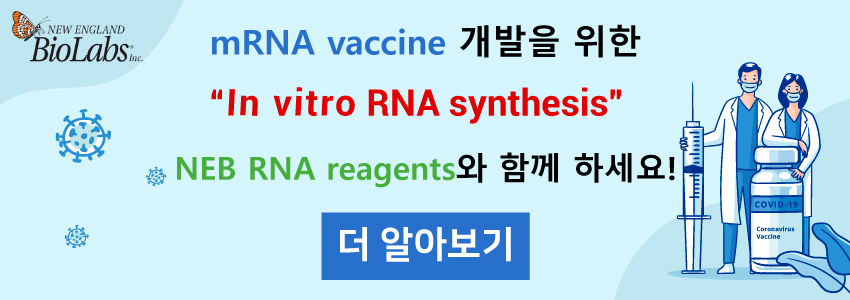 NEW ENGLAND
BioLabs® Inc.
mRNA vaccine 개발을 위한
“In vitro RNA synthesis”
NEB RNA reagents와 함께 하세요!
더 알아보기
COVID-19
Coronavirus
Vaccine